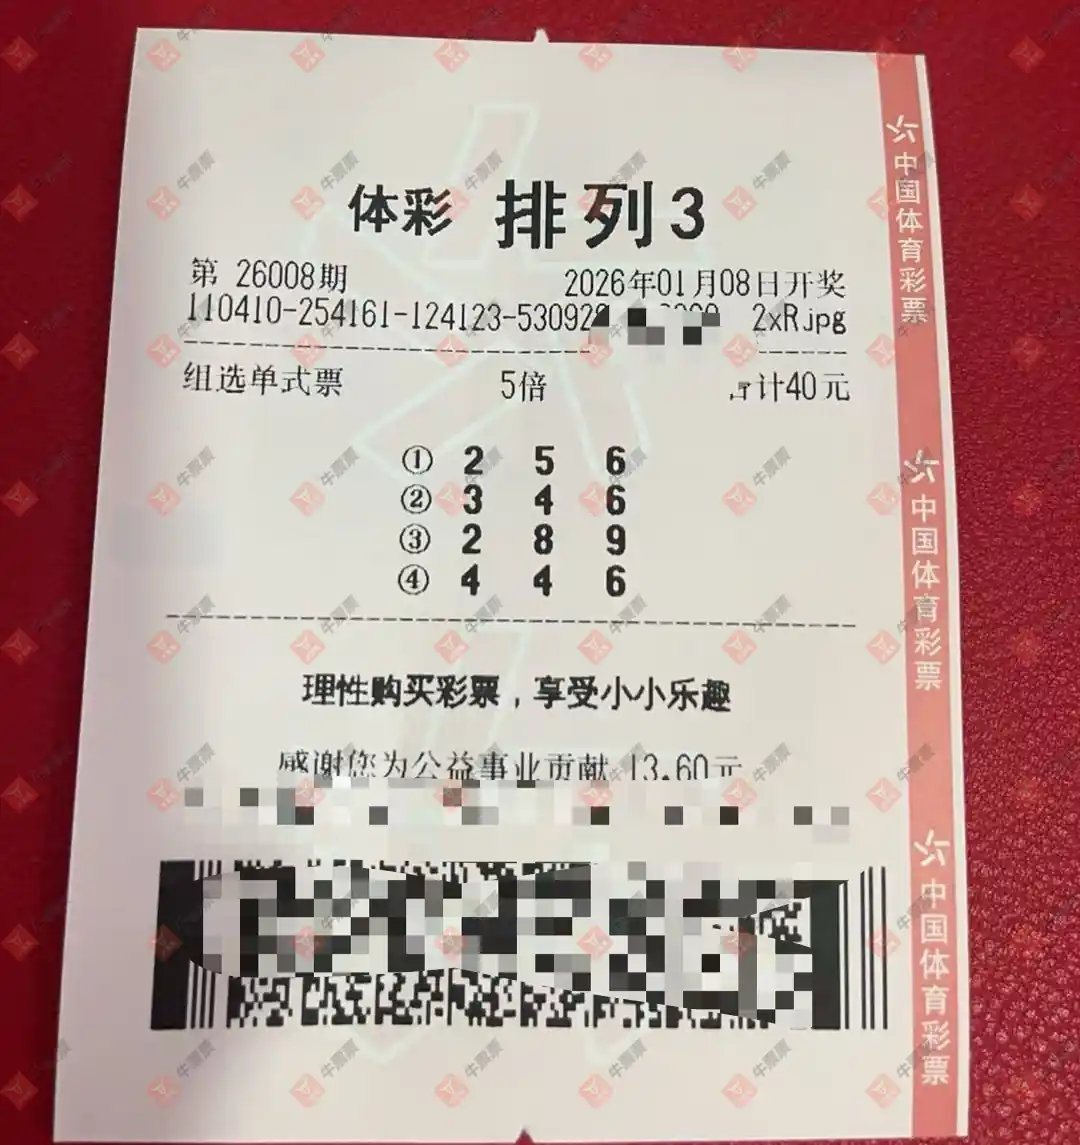 体彩 排列3
第 26008期 2026年01月08日开奖
110410-254161-124123-53092 2xRjpg
组选单式票 5倍 计40元
① 2 5 6
② 3 4 6
③ 2 8 9
④ 4 4 6
理性购买彩票，享受小小乐趣
感谢您为公益事业贡献 13.60元
中国体育彩票
中国体育彩票
中国体育彩票
牛票票